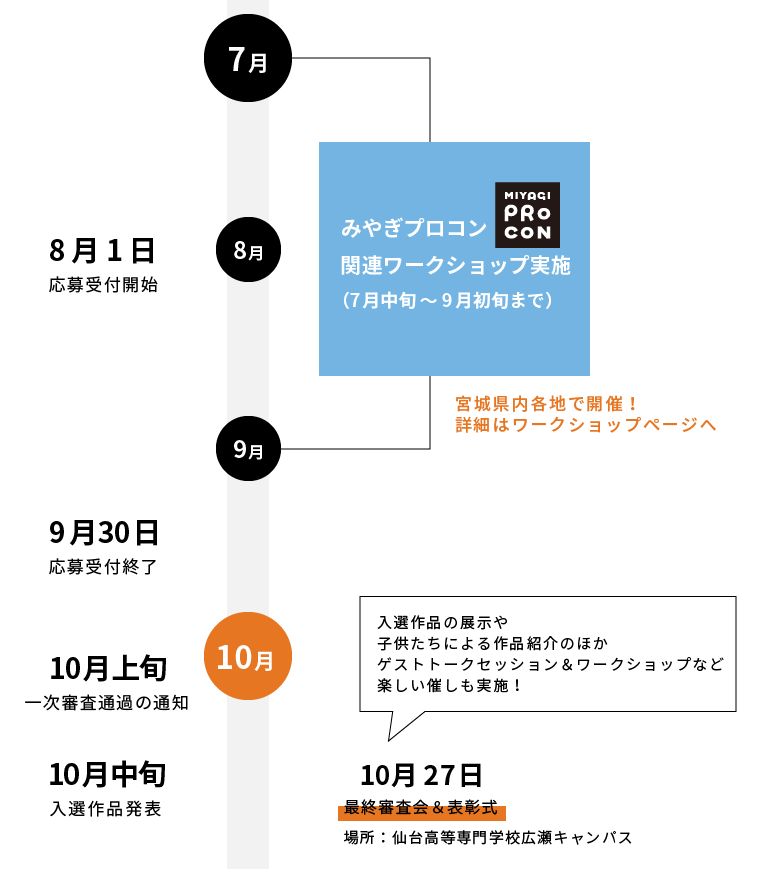 7月
みやぎプロコン
MIYAGI
PRO
CON
関連ワークショップ実施
（7月中旬～9月初旬まで）
8月1日
応募受付開始
8月
宮城県内各地で開催！
詳細はワークショップページへ
9月
9月30日
応募受付終了
10月
10月上旬
一次審査通過の通知
入選作品の展示や
子供たちによる作品紹介のほか
ゲストトークセッション＆ワークショップなど
楽しい催しも実施！
10月中旬
入選作品発表
10月27日
最終審査会＆表彰式
場所：仙台高等専門学校広瀬キャンパス